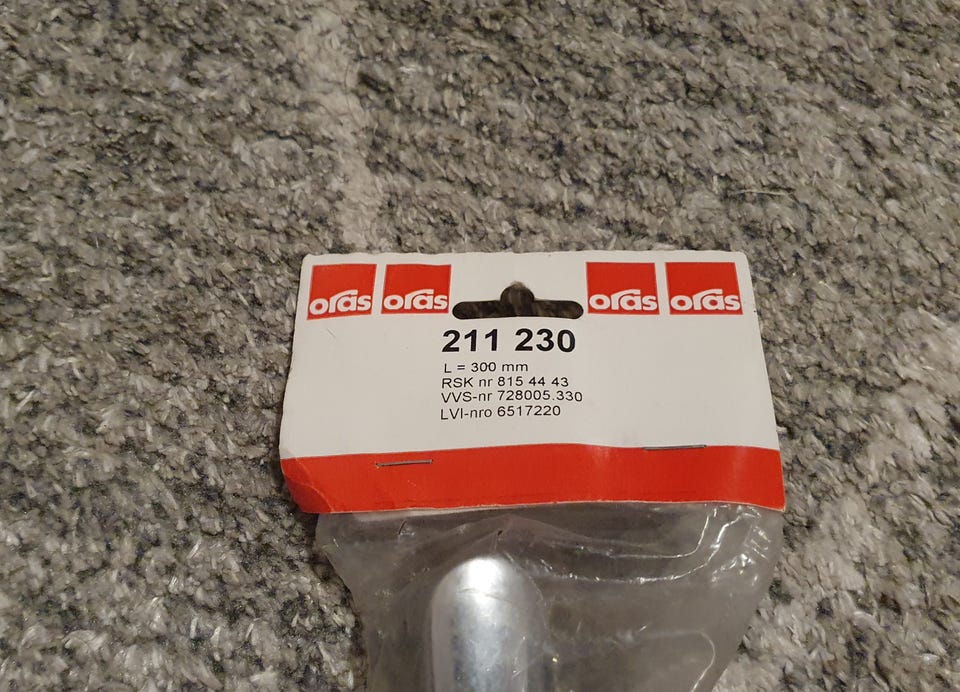 oras oras oras oras
211 230
L = 300 mm
RSK nr 815 44 43
VVS-nr 728005.330
LVI-nro 6517220